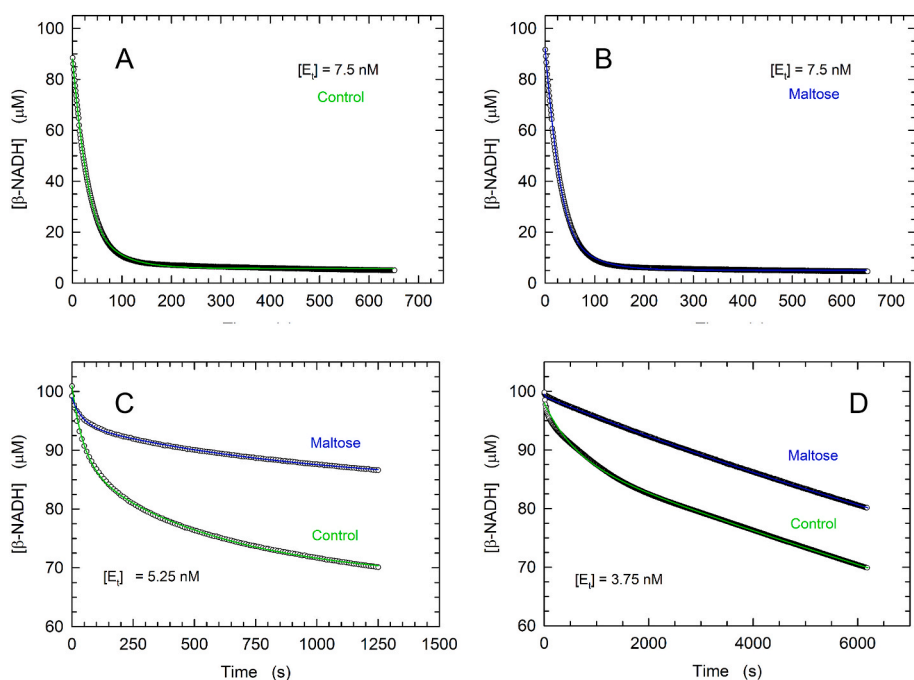 A
[Eₜ] = 7.5 nM
Control
[β-NADH] (μM)
100
80
60
40
20
0
0 100 200 300 400 500 600 700
B
[Eₜ] = 7.5 nM
Maltose
[β-NADH] (μM)
100
80
60
40
20
0
0 100 200 300 400 500 600 700
C
Maltose
Control
[Eₜ] = 5.25 nM
[β-NADH] (μM)
100
90
80
70
60
0 250 500 750 1000 1250 1500
Time (s)
D
Maltose
Control
[Eₜ] = 3.75 nM
[β-NADH] (μM)
100
90
80
70
60
0 2000 4000 6000
Time (s)